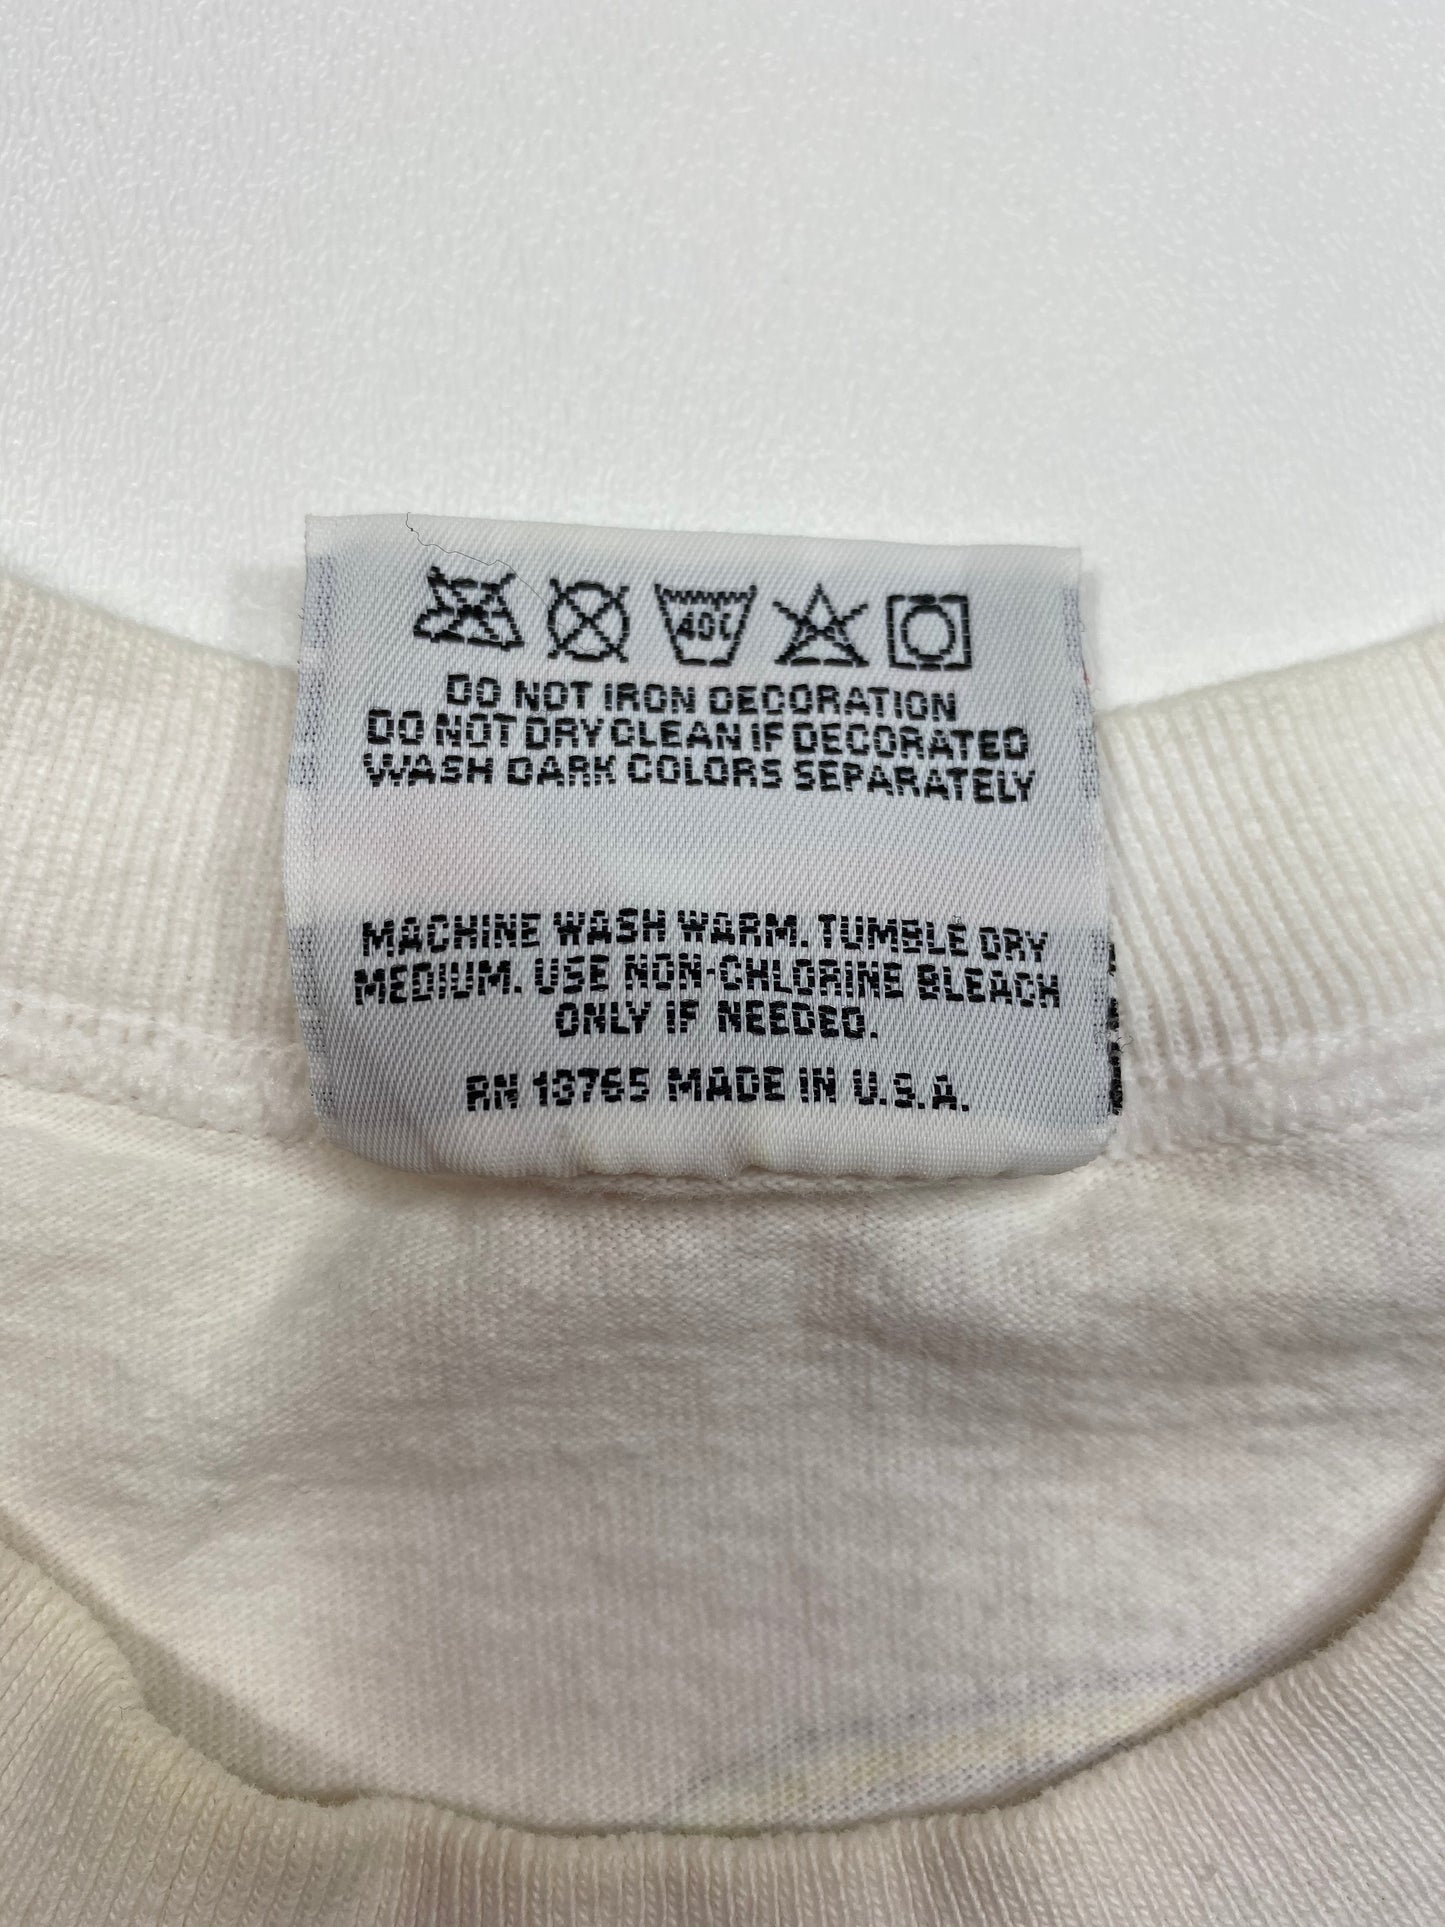 40C
DO NOT IRON DECORATION
DO NOT DRY CLEAN IF DECORATED
WASH DARK COLORS SEPARATELY
MACHINE WASH WARM. TUMBLE DRY
MEDIUM. USE NON-CHLORINE BLEACH
ONLY IF NEEDED.
RN 13765 MADE IN U.S.A.